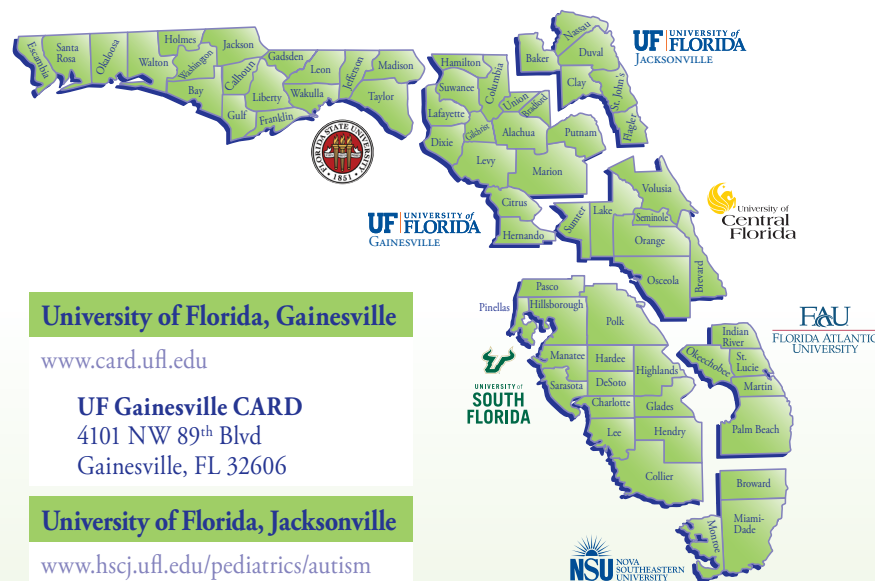 Escambia
Santa
Rosa
Okaloosa
Walton
Holmes
Washington
Jackson
Bay
Calhoun
Gulf
Liberty
Franklin
Gadsden
Leon
Wakulla
Jefferson
Madison
Taylor
FLORIDA STATE UNIVERSITY
1851
Hamilton
Suwanee
Columbia
Lafayette
Union
Bradford
Gilchrist
Alachua
Dixie
Putnam
Levy
Marion
Citrus
Hernando
UF UNIVERSITY of
FLORIDA
GAINESVILLE
Baker
Nassau
Duval
Clay
St. John's
Flagler
UF UNIVERSITY of
FLORIDA
JACKSONVILLE
Volusia
Sumter
Lake
Seminole
Orange
Osceola
Brevard
University of
Central
Florida
Pasco
Pinellas
Hillsborough
Polk
Manatee
Hardee
Highlands
Sarasota
DeSoto
Charlotte
Glades
Lee
Hendry
Collier
UNIVERSITY of
SOUTH
FLORIDA
Indian
River
Okeechobee
St.
Lucie
Martin
Palm Beach
FAU
FLORIDA ATLANTIC
UNIVERSITY
Broward
Miami-
Dade
Monroe
NSU NOVA
SOUTHEASTERN
UNIVERSITY
University of Florida, Gainesville
www.card.ufl.edu
UF Gainesville CARD
4101 NW 89th Blvd
Gainesville, FL 32606
University of Florida, Jacksonville
www.hscj.ufl.edu/pediatrics/autism